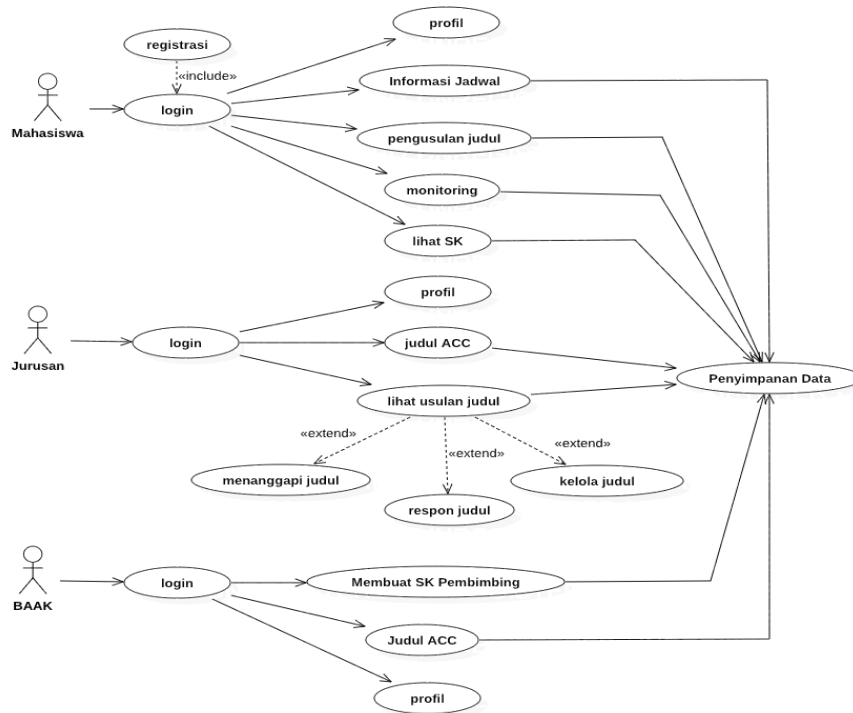 profil
registrasi
«include»
Informasi Jadwal
login
Mahasiswa
pengusulan judul
monitoring
lihat SK
profil
login
judul ACC
Jurusan
Penyimpanan Data
lihat usulan judul
«extend»
«extend»
«extend»
menanggapi judul
kelola judul
respon judul
login
Membuat SK Pembimbing
BAAK
Judul ACC
profil